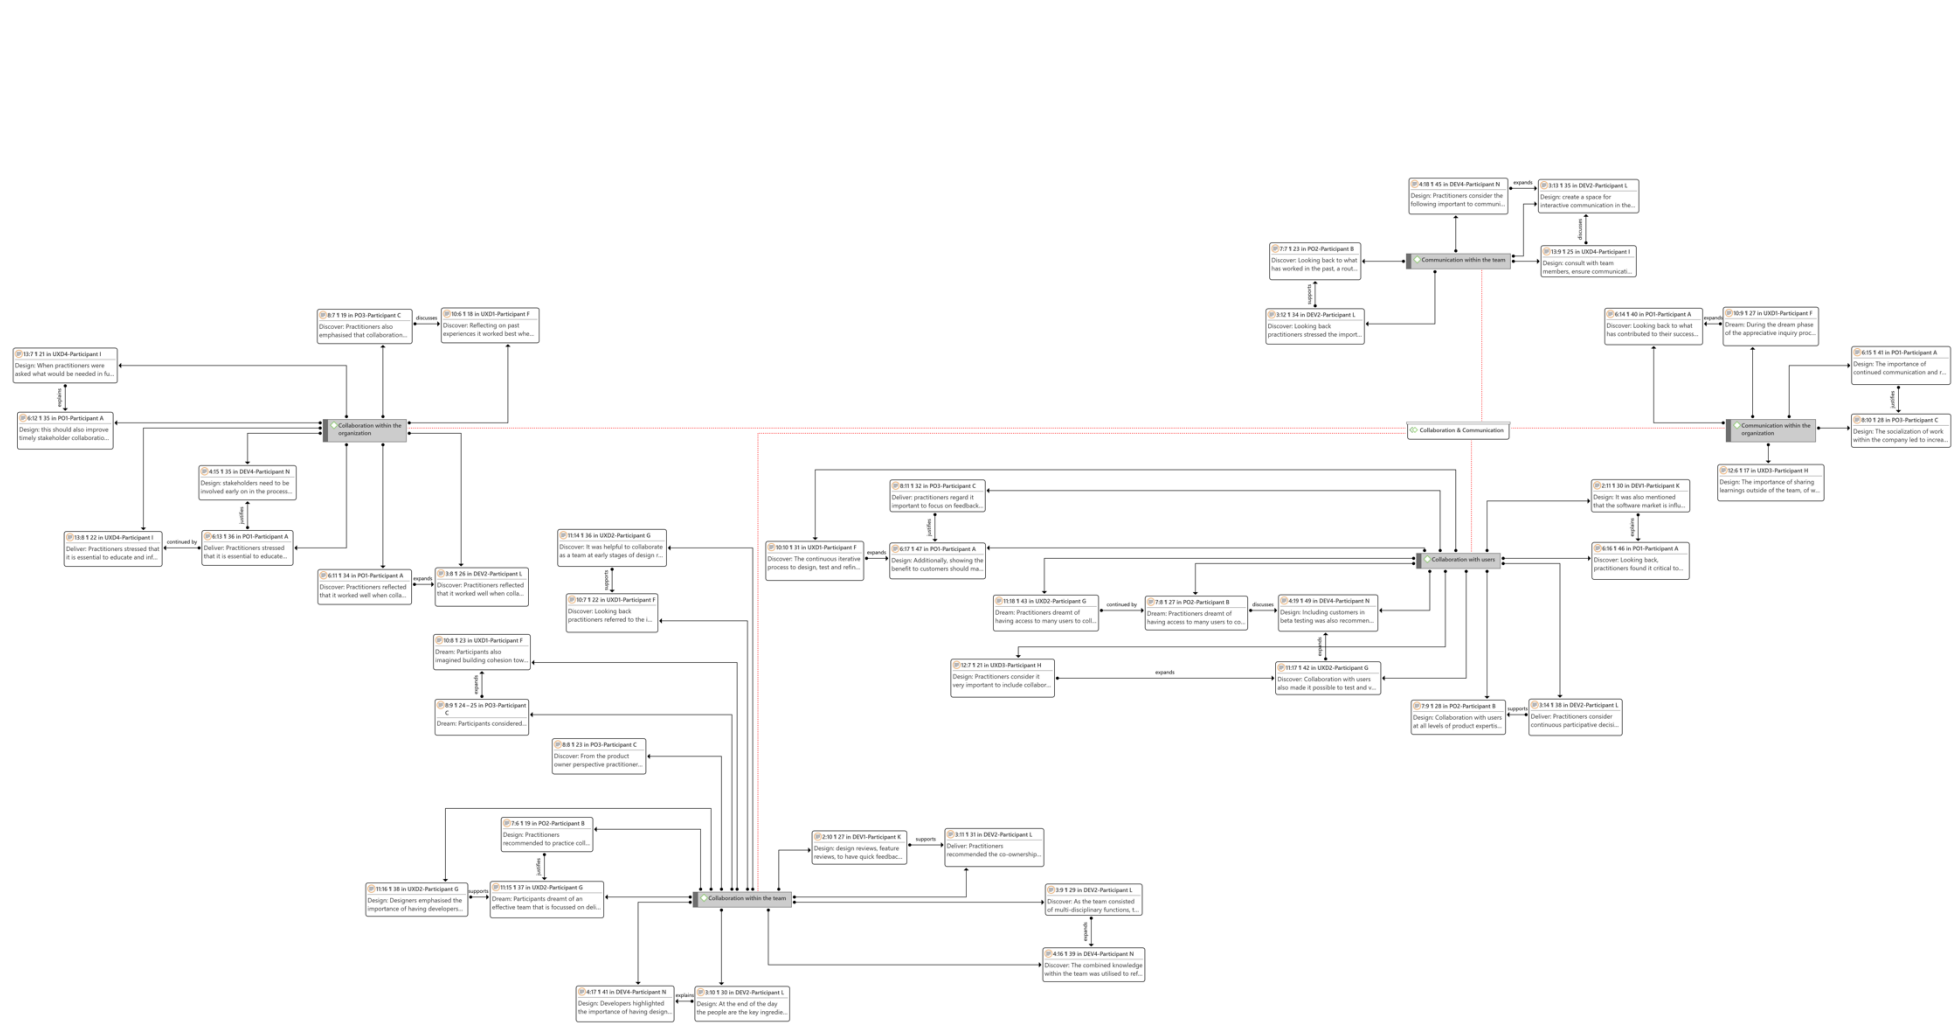 4:18 ¶ 45 in DEV4-Participant N
Design: Practitioners consider the
following important to communi...
expands
3:13 ¶ 35 in DEV2-Participant L
Design: create a space for
interactive communication in the...
discusses
13:9 ¶ 25 in UXD4-Participant I
Design: consult with team
members, ensure communicati...
7:7 ¶ 23 in PO2-Participant B
Discover: Looking back to what
has worked in the past, a rout...
Communication within the team
supports
3:12 ¶ 34 in DEV2-Participant L
Discover: Looking back
practitioners stressed the import...
8:7 ¶ 19 in PO3-Participant C
Discover: Practitioners also
emphasised that collaboration...
discusses
10:6 ¶ 18 in UXD1-Participant F
Discover: Reflecting on past
experiences it worked best whe...
6:14 ¶ 40 in PO1-Participant A
Discover: Looking back to what
has contributed to their success...
expands
10:9 ¶ 27 in UXD1-Participant F
Dream: During the dream phase
of the appreciative inquiry proc...
13:7 ¶ 21 in UXD4-Participant I
Design: When practitioners were
asked what would be needed in fu...
explains
6:12 ¶ 35 in PO1-Participant A
Design: this should also improve
timely stakeholder collaboratio...
6:15 ¶ 41 in PO1-Participant A
Design: The importance of
continued communication and r...
justifies
8:10 ¶ 28 in PO3-Participant C
Design: The socialization of work
within the company led to increa...
Collaboration within the
organization
Collaboration & Communication
Communication within the
organization
12:6 ¶ 17 in UXD3-Participant H
Design: The importance of sharing
learnings outside of the team, of w...
4:15 ¶ 35 in DEV4-Participant N
Design: stakeholders need to be
involved early on in the process...
justifies
13:8 ¶ 22 in UXD4-Participant I
Deliver: Practitioners stressed that
it is essential to educate and inf...
continued by
6:13 ¶ 36 in PO1-Participant A
Deliver: Practitioners stressed
that it is essential to educate...
6:11 ¶ 34 in PO1-Participant A
Discover: Practitioners reflected
that it worked well when colla...
expands
3:8 ¶ 26 in DEV2-Participant L
Discover: Practitioners reflected
that it worked well when colla...
8:11 ¶ 32 in PO3-Participant C
Deliver: practitioners regard it
important to focus on feedback...
justifies
10:10 ¶ 31 in UXD1-Participant F
Discover: The continuous iterative
process to design, test and refin...
expands
6:17 ¶ 47 in PO1-Participant A
Design: Additionally, showing the
benefit to customers should ma...
2:11 ¶ 30 in DEV1-Participant K
Design: It was also mentioned
that the software market is influ...
explains
6:16 ¶ 46 in PO1-Participant A
Discover: Looking back,
practitioners found it critical to...
Collaboration with users
11:14 ¶ 36 in UXD2-Participant G
Discover: It was helpful to collaborate
as a team at early stages of design r...
supports
10:7 ¶ 22 in UXD1-Participant F
Discover: Looking back
practitioners referred to the i...
11:18 ¶ 43 in UXD2-Participant G
Dream: Practitioners dreamt of
having access to many users to coll...
continued by
7:8 ¶ 27 in PO2-Participant B
Dream: Practitioners dreamt of
having access to many users to co...
discusses
4:19 ¶ 49 in DEV4-Participant N
Design: Including customers in
beta testing was also recommen...
expands
12:7 ¶ 21 in UXD3-Participant H
Design: Practitioners consider it
very important to include collabor...
expands
11:17 ¶ 42 in UXD2-Participant G
Discover: Collaboration with users
also made it possible to test and v...
7:9 ¶ 28 in PO2-Participant B
Design: Collaboration with users
at all levels of product expertis...
supports
3:14 ¶ 38 in DEV2-Participant L
Deliver: Practitioners consider
continuous participative decisi...
10:8 ¶ 23 in UXD1-Participant F
Dream: Participants also
imagined building cohesion tow...
expands
8:9 ¶ 24–25 in PO3-Participant
C
Dream: Participants considered...
8:8 ¶ 23 in PO3-Participant C
Discover: From the product
owner perspective practitioner...
7:6 ¶ 19 in PO2-Participant B
Design: Practitioners
recommended to practice coll...
justifies
11:16 ¶ 38 in UXD2-Participant G
Design: Designers emphasised the
importance of having developers...
supports
11:15 ¶ 37 in UXD2-Participant G
Dream: Participants dreamt of an
effective team that is focussed on deli...
2:10 ¶ 27 in DEV1-Participant K
Design: design reviews, feature
reviews, to have quick feedbac...
supports
3:11 ¶ 31 in DEV2-Participant L
Deliver: Practitioners
recommended the co-ownership...
Collaboration within the team
3:9 ¶ 29 in DEV2-Participant L
Discover: As the team consisted
of multi-disciplinary functions, t...
expands
4:16 ¶ 39 in DEV4-Participant N
Discover: The combined knowledge
within the team was utilised to ref...
4:17 ¶ 41 in DEV4-Participant N
Design: Developers highlighted
the importance of having design...
explains
3:10 ¶ 30 in DEV2-Participant L
Design: At the end of the day
the people are the key ingredie...